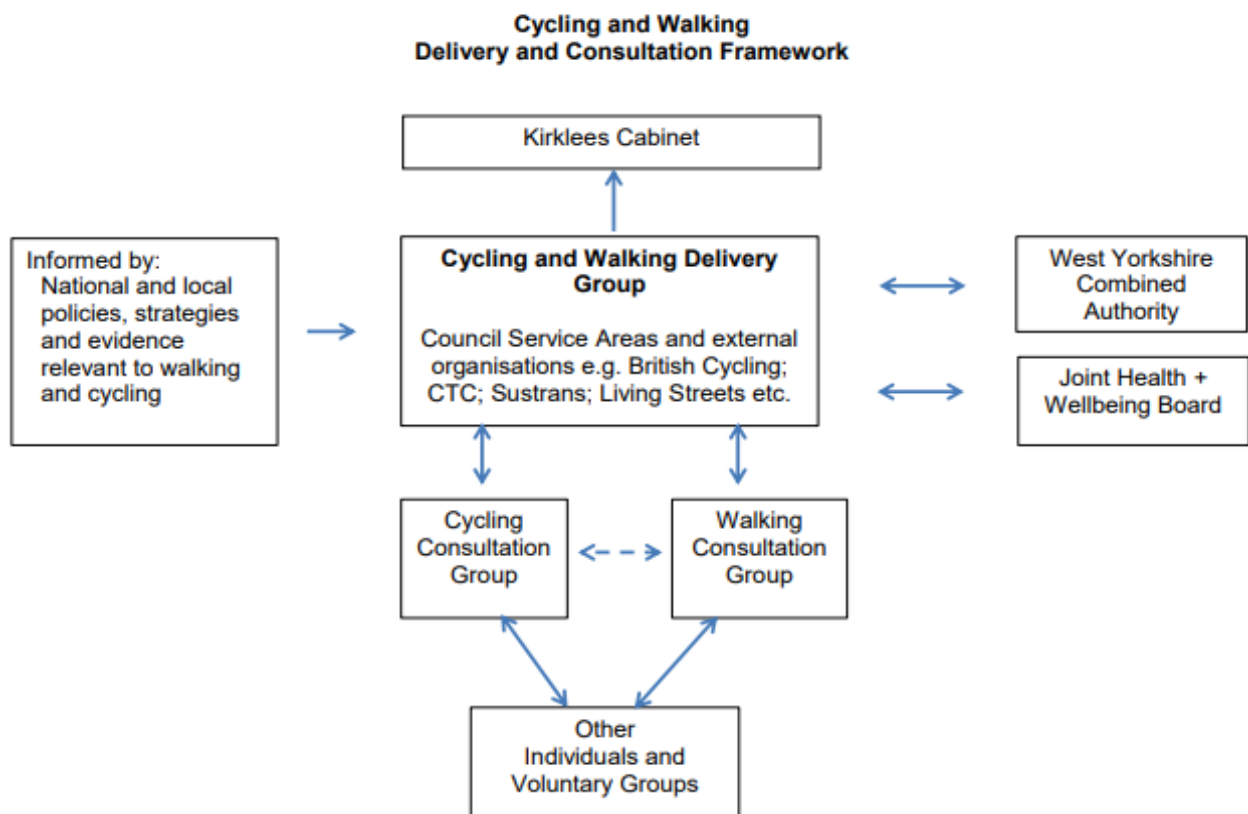 Cycling and Walking
Delivery and Consultation Framework
Kirklees Cabinet
Informed by:
National and local
policies, strategies
and evidence
relevant to walking
and cycling
Cycling and Walking Delivery
Group
Council Service Areas and external
organisations e.g. British Cycling;
CTC; Sustrans; Living Streets etc.
West Yorkshire
Combined
Authority
Joint Health +
Wellbeing Board
Cycling
Consultation
Group
Walking
Consultation
Group
Other
Individuals and
Voluntary Groups